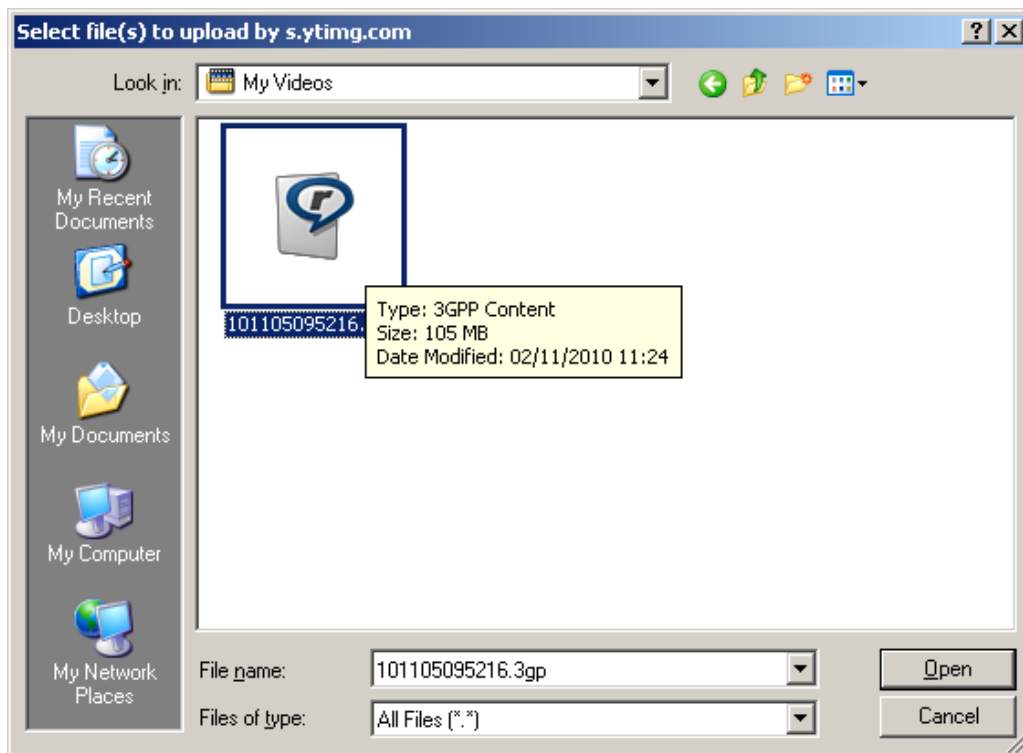 Select file(s) to upload by s.ytimg.com
Look in:
My Videos
My Recent
Documents
Desktop
My Documents
My Computer
My Network
Places
101105095216.
Type: 3GPP Content
Size: 105 MB
Date Modified: 02/11/2010 11:24
File name:
101105095216.3gp
Open
Files of type:
All Files (*.*)
Cancel